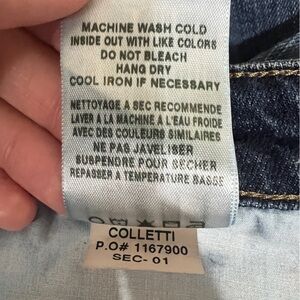 MACHINE WASH COLD
INSIDE OUT WITH LIKE COLORS
DO NOT BLEACH
HANG DRY
COOL IRON IF NECESSARY
NETTOYAGE A SEC RECOMMENDE
LAVER A LA MACHINE A L'EAU FROIDE
AVEC DES COULEURS SIMILAIRES
NE PAS JAVELISER
SUSPENDRE POUR SECHER
REPASSER A TEMPERATURE BASSE
COLLETTI
P.O# 1167900
SEC- 01